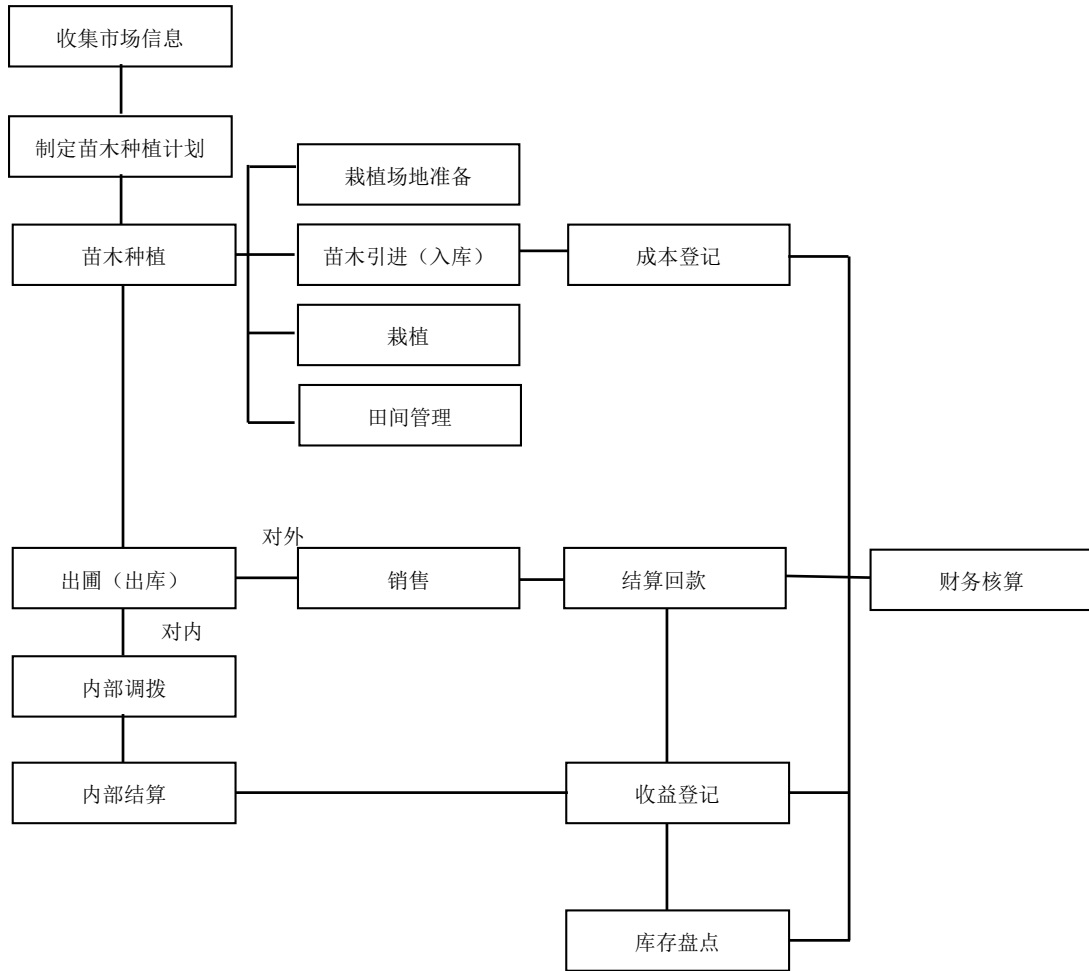 收集市场信息
制定苗木种植计划
栽植场地准备
苗木种植
苗木引进（入库）
成本登记
栽植
田间管理
对外
出圃（出库）
销售
结算回款
财务核算
对内
内部调拨
内部结算
收益登记
库存盘点